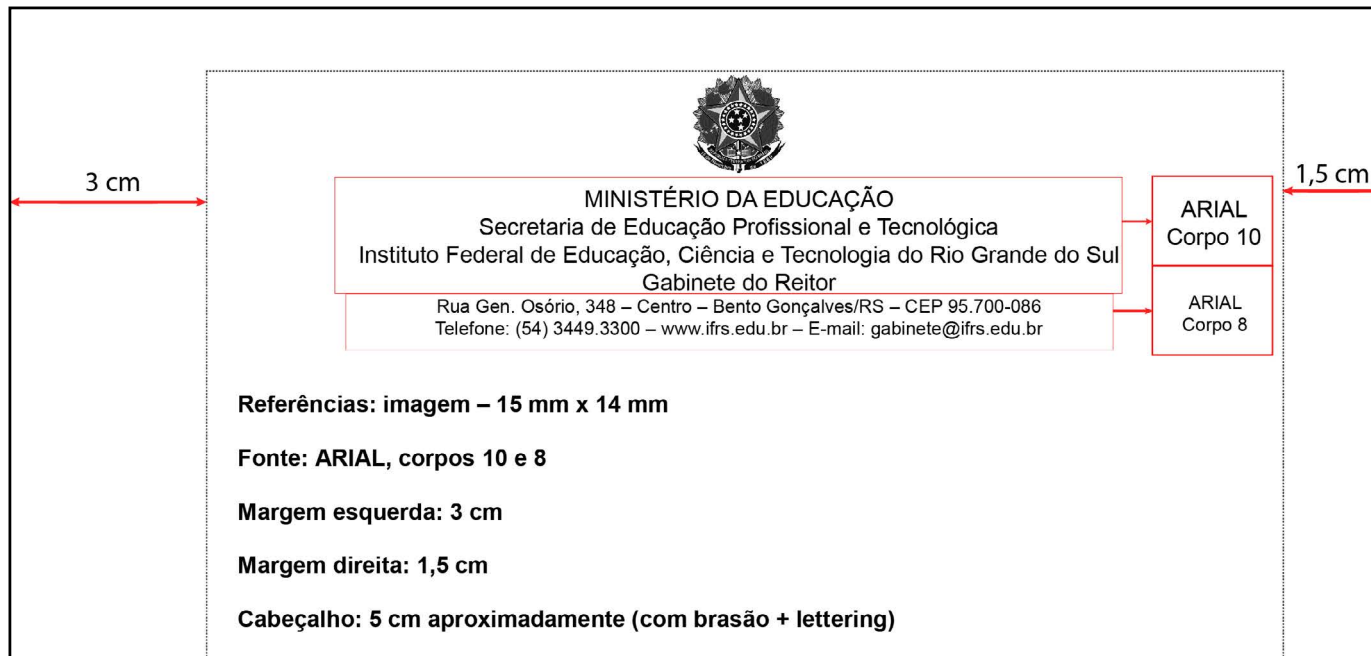 3 cm
1,5 cm
MINISTÉRIO DA EDUCAÇÃO
Secretaria de Educação Profissional e Tecnológica
Instituto Federal de Educação, Ciência e Tecnologia do Rio Grande do Sul
Gabinete do Reitor
ARIAL
Corpo 10
Rua Gen. Osório, 348 – Centro – Bento Gonçalves/RS – CEP 95.700-086
Telefone: (54) 3449.3300 – www.ifrs.edu.br – E-mail: gabinete@ifrs.edu.br
ARIAL
Corpo 8
Referências: imagem – 15 mm x 14 mm
Fonte: ARIAL, corpos 10 e 8
Margem esquerda: 3 cm
Margem direita: 1,5 cm
Cabeçalho: 5 cm aproximadamente (com brasão + lettering)